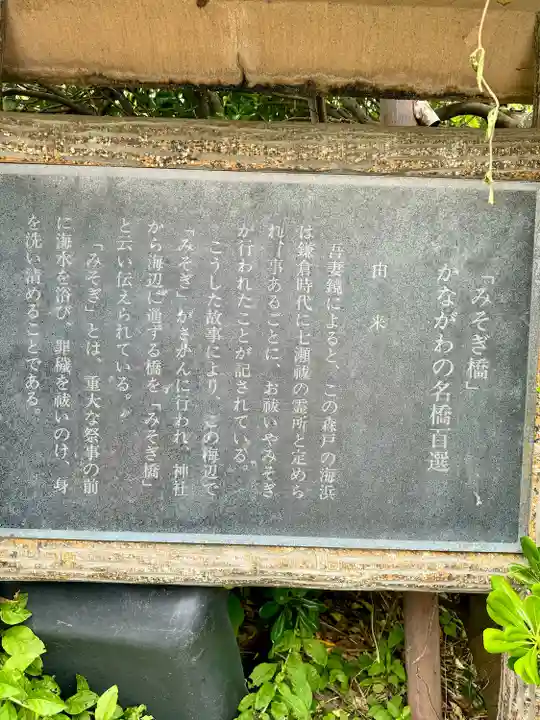 「みそぎ橋」
かながわの名橋百選
由来
吾妻鏡によると、この森戸の海浜
は鎌倉時代に七瀬祓の霊所と定めら
れ、事あるごとに、お祓いやみそぎ
が行われたことが記されている。
こうした故事により、この海辺で
「みそぎ」がさかんに行われ、神社
から海辺に通ずる橋を「みそぎ橋」
と云い伝えられている。
「みそぎ」とは、重大な祭事の前
に海水を浴び。罪穢を祓いのけ、身
を洗い清めることである。